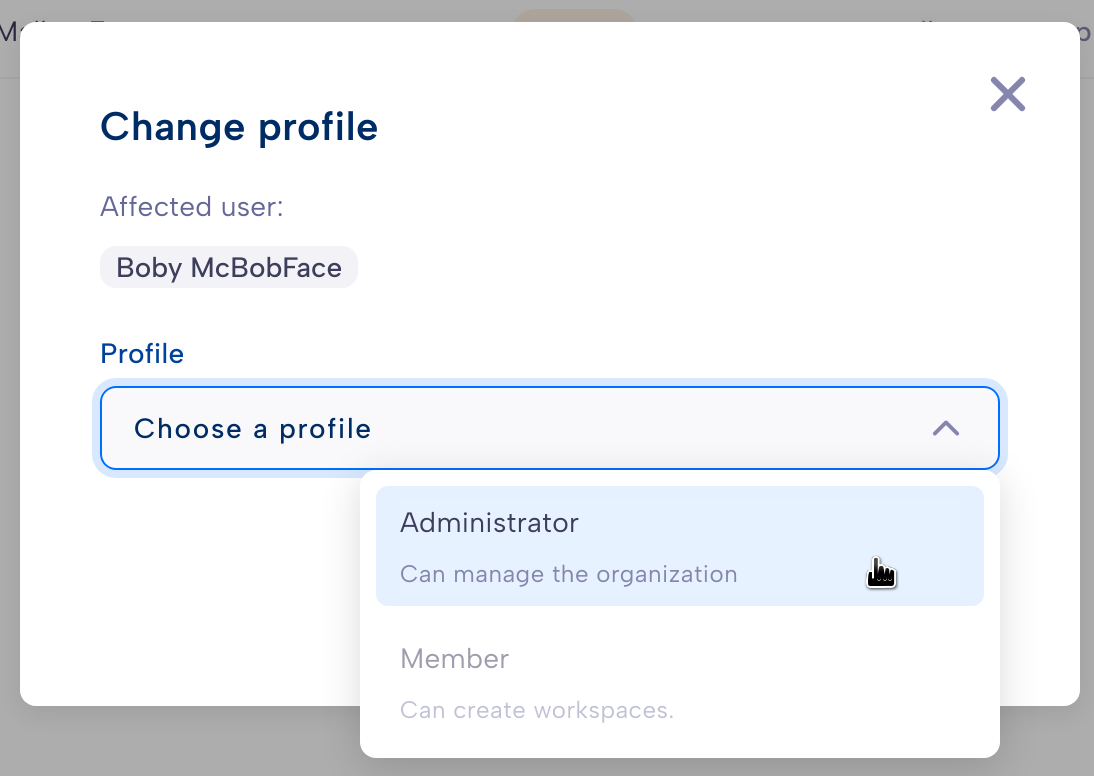 Change profile
Affected user:
Boby McBobFace
Profile
Choose a profile
Administrator
Can manage the organization
Member
Can create workspaces.